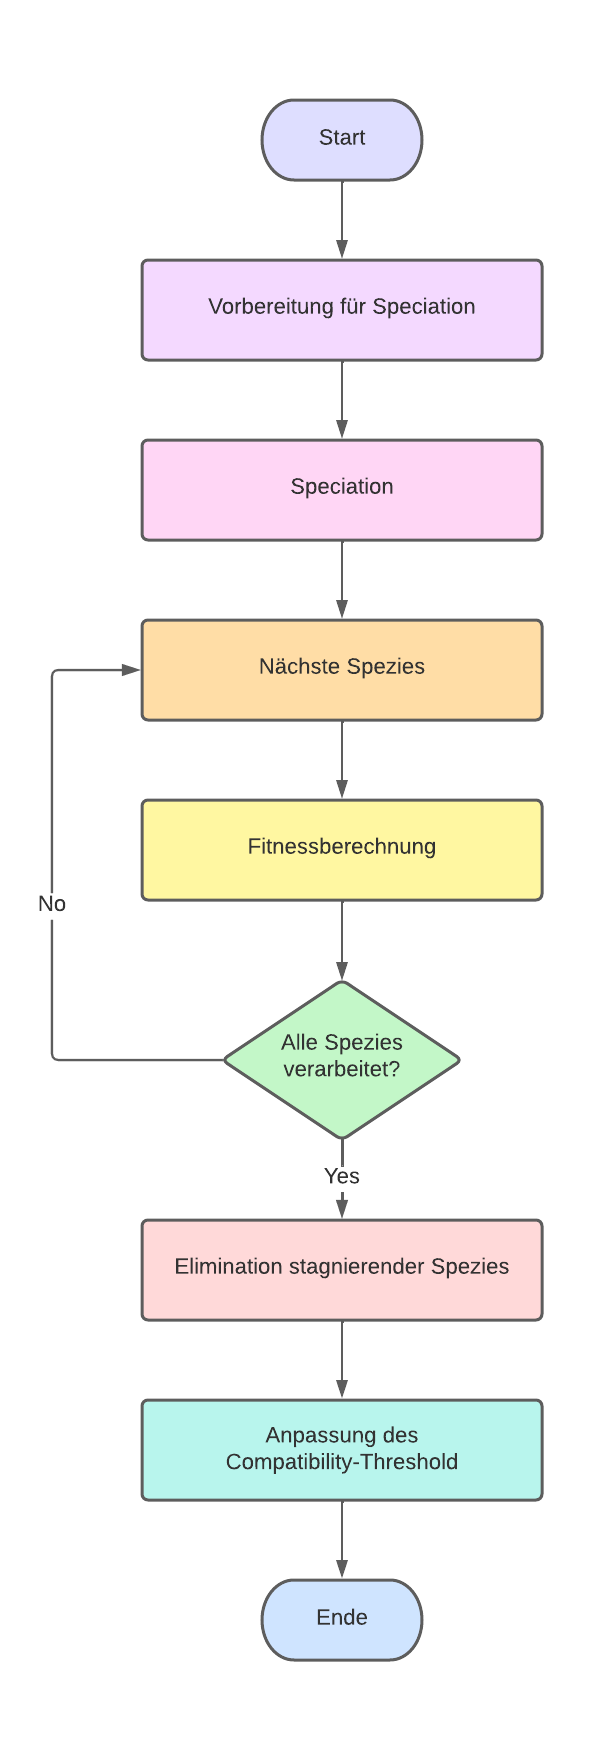 Start
Vorbereitung für Speciation
Speciation
Nächste Spezies
Fitnessberechnung
No
Alle Spezies
verarbeitet?
Yes
Elimination stagnierender Spezies
Anpassung des
Compatibility-Threshold
Ende